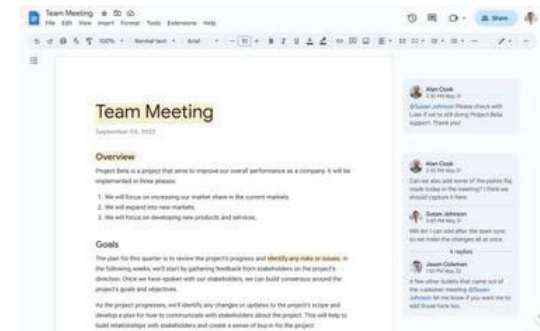 Team Meeting
File Edit View Insert Format Tools Extensions Help
Share
100%
Normal text
Arial
10
Team Meeting
September 04, 2023
Overview
Project Beta is a project that aims to improve our overall performance as a company. It will be
implemented in three phases:
1. We will focus on increasing our market share in the current markets.
2. We will expand into new markets.
3. We will focus on developing new products and services.
Goals
The plan for this quarter is to review the project's progress and identify any risks or issues. In
the following weeks, we'll start by gathering feedback from stakeholders on the project's
direction. Once we have spoken with our stakeholders, we can build consensus around the
project's goals and objectives.
As the project progresses, we'll identify any changes or updates to the project's scope and
develop a plan for how to communicate with stakeholders about the project. This will help to
build relationships with stakeholders and create a sense of buy-in for the project.
Alan Cook
@Susan Johnson Please check with
Luke if we're still doing Project Beta
support. Thank you!
Alan Cook
Can we also add some of the points Raj
made today in the meeting? I think we
should capture it here.
Susan Johnson
Will do! I can add after the team sync
so we make the changes all at once.
4 replies
Jason Coleman
A few other bullets that came out of
the customer meeting @Susan
Johnson let me know if you want me to
add those here too.